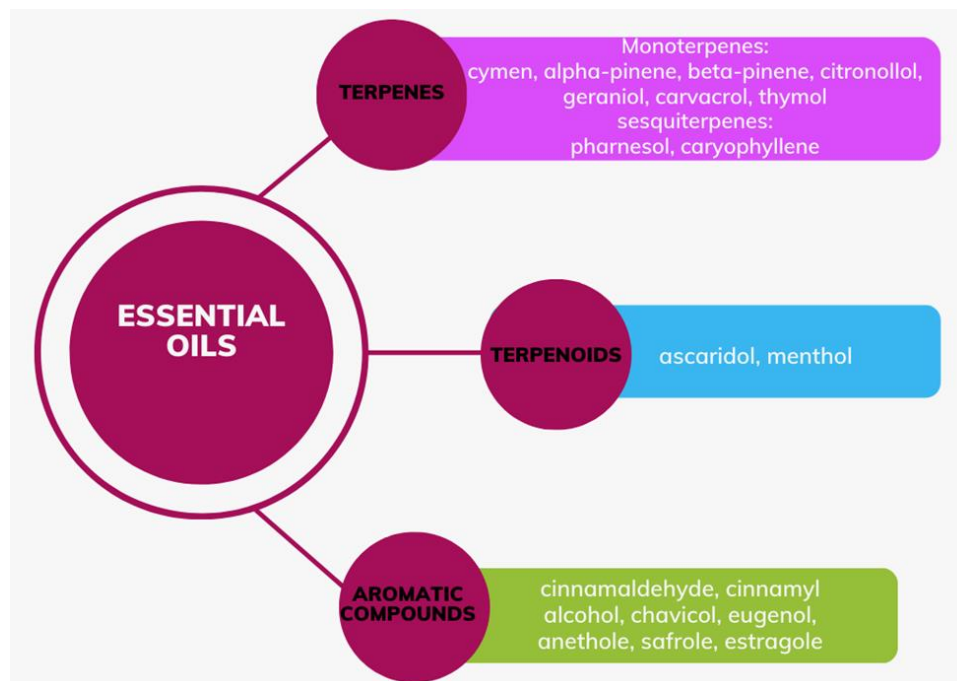 ESSENTIAL
OILS
TERPENES
Monoterpenes:
cymen, alpha-pinene, beta-pinene, citronollol,
geraniol, carvacrol, thymol
sesquiterpenes:
pharnesol, caryophyllene
TERPENOIDS
ascaridol, menthol
AROMATIC
COMPOUNDS
cinnamaldehyde, cinnamyl
alcohol, chavicol, eugenol,
anethole, safrole, estragole